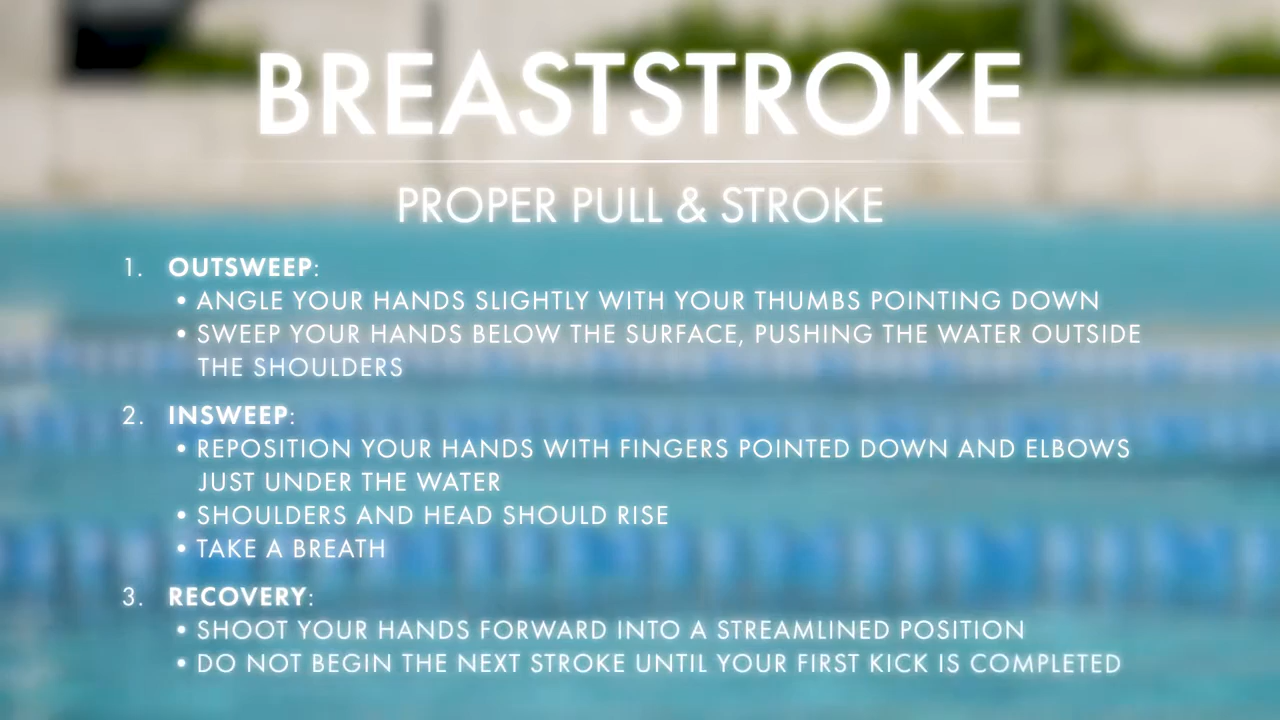 BREASTSTROKE
PROPER PULL & STROKE
1. OUTSWEEP:
• ANGLE YOUR HANDS SLIGHTLY WITH YOUR THUMBS POINTING DOWN
• SWEEP YOUR HANDS BELOW THE SURFACE, PUSHING THE WATER OUTSIDE
THE SHOULDERS
2. INSWEEP:
• REPOSITION YOUR HANDS WITH FINGERS POINTED DOWN AND ELBOWS
JUST UNDER THE WATER
• SHOULDERS AND HEAD SHOULD RISE
• TAKE A BREATH
3. RECOVERY:
• SHOOT YOUR HANDS FORWARD INTO A STREAMLINED POSITION
• DO NOT BEGIN THE NEXT STROKE UNTIL YOUR FIRST KICK IS COMPLETED